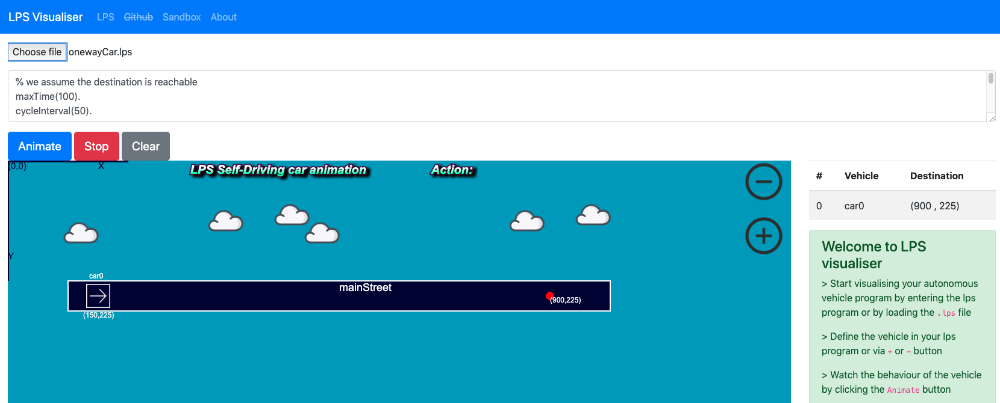 LPS Visualiser LPS Github Sandbox About
Choose file onewayCar.lps
% we assume the destination is reachable
maxTime(100).
cycleInterval(50).
Animate Stop Clear
(0,0) X LPS Self-Driving car animation Action:
Y
car0
mainStreet
(900,225)
(150,225)
# Vehicle Destination
0 car0 (900 , 225)
Welcome to LPS
visualiser
> Start visualising your autonomous
vehicle program by entering the lps
program or by loading the .lps file
> Define the vehicle in your lps
program or via + or - button
> Watch the behaviour of the vehicle
by clicking the Animate button